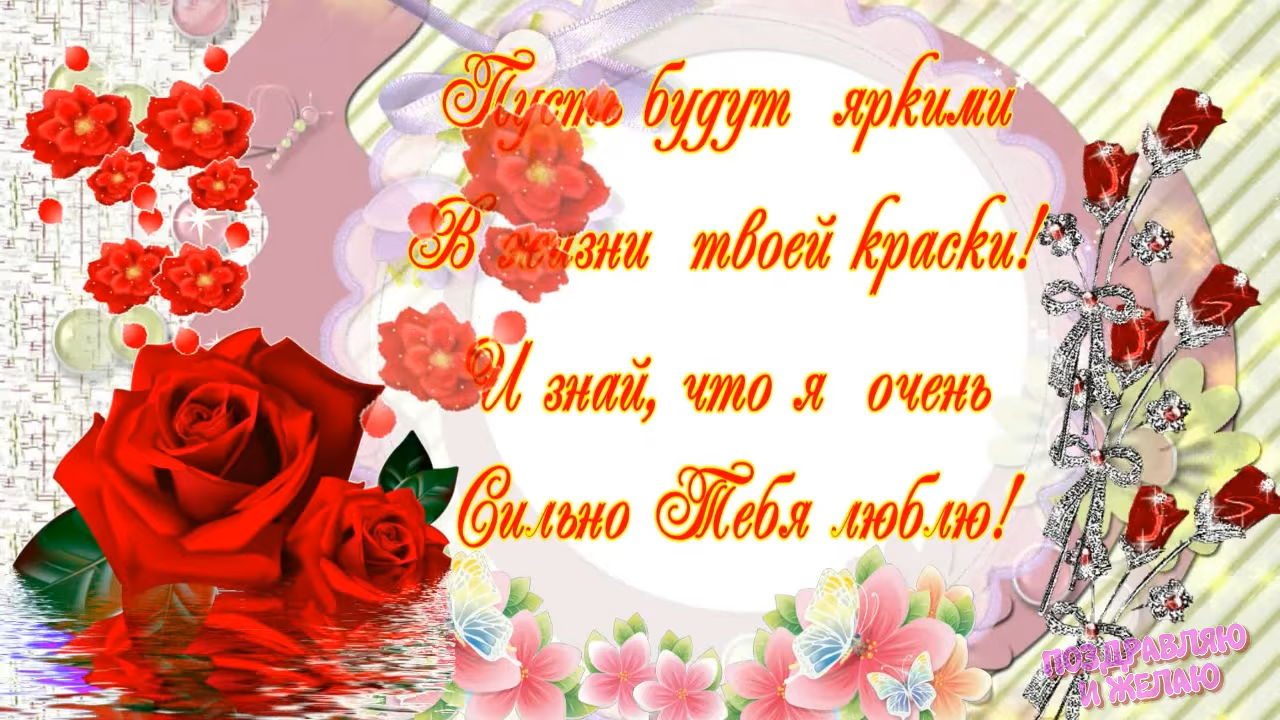 Пусть будут яркими
В жизни твоей краски!
И знай, что я очень
Сильно Тебя люблю!
ПОЗДРАВЛЯЮ
И ЖЕЛАЮ